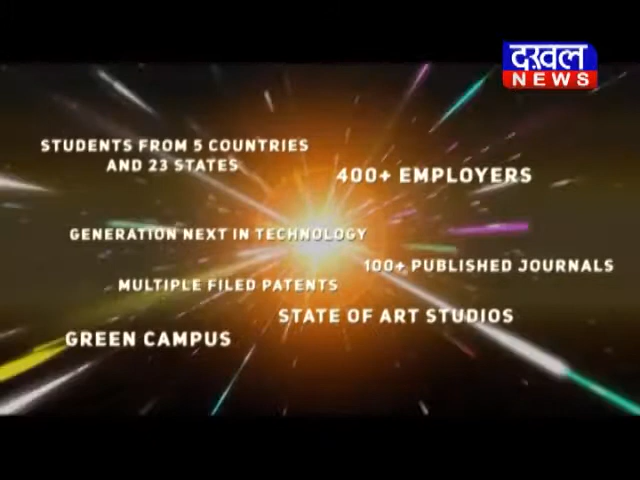 दखल
NEWS
STUDENTS FROM 5 COUNTRIES
AND 23 STATES
400+ EMPLOYERS
GENERATION NEXT IN TECHNOLOGY
100+ PUBLISHED JOURNALS
MULTIPLE FILED PATENTS
STATE OF ART STUDIOS
GREEN CAMPUS